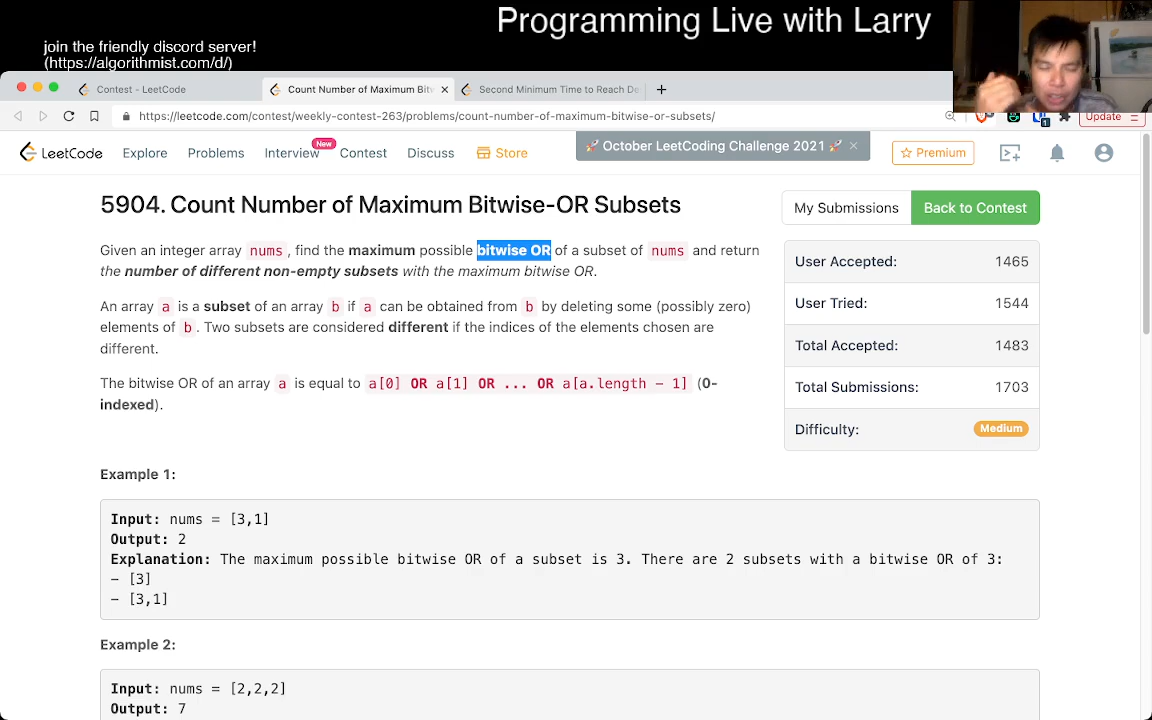 Programming Live with Larry
join the friendly discord server!
(https://algorithmist.com/d/)
Contest - LeetCode
Count Number of Maximum Bit
Second Minimum Time to Reach De
https://leetcode.com/contest/weekly-contest-263/problems/count-number-of-maximum-bitwise-or-subsets/
Update
LeetCode
Explore
Problems
Interview
New
Contest
Discuss
Store
🚀 October LeetCoding Challenge 2021 🚀
Premium
5904. Count Number of Maximum Bitwise-OR Subsets
My Submissions
Back to Contest
Given an integer array nums , find the maximum possible bitwise OR of a subset of nums and return
the number of different non-empty subsets with the maximum bitwise OR.
An array a is a subset of an array b if a can be obtained from b by deleting some (possibly zero)
elements of b . Two subsets are considered different if the indices of the elements chosen are
different.
The bitwise OR of an array a is equal to a[0] OR a[1] OR ... OR a[a.length - 1] (0-
indexed).
User Accepted: 1465
User Tried: 1544
Total Accepted: 1483
Total Submissions: 1703
Difficulty: Medium
Example 1:
Input: nums = [3,1]
Output: 2
Explanation: The maximum possible bitwise OR of a subset is 3. There are 2 subsets with a bitwise OR of 3:
- [3]
- [3,1]
Example 2:
Input: nums = [2,2,2]
Output: 7